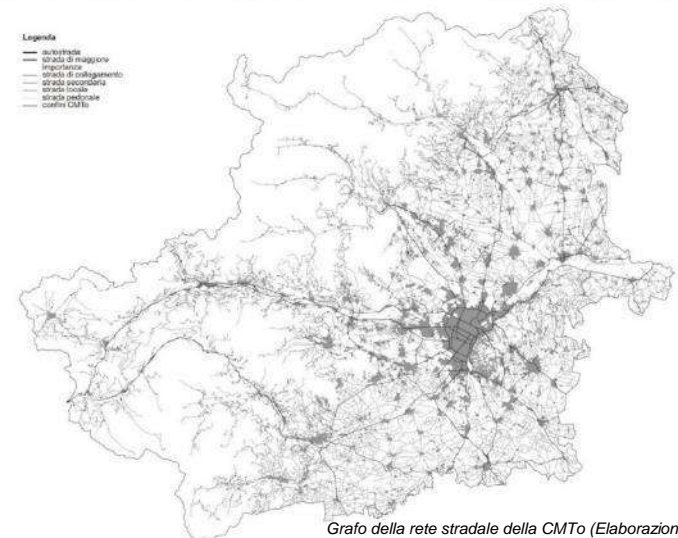 Legenda
autostrada
strada di maggiore
importanza
strada di collegamento
strada secondaria
strada locale
strada pedonale
confini CMTo
Grafo della rete stradale della CMTo (Elaborazion